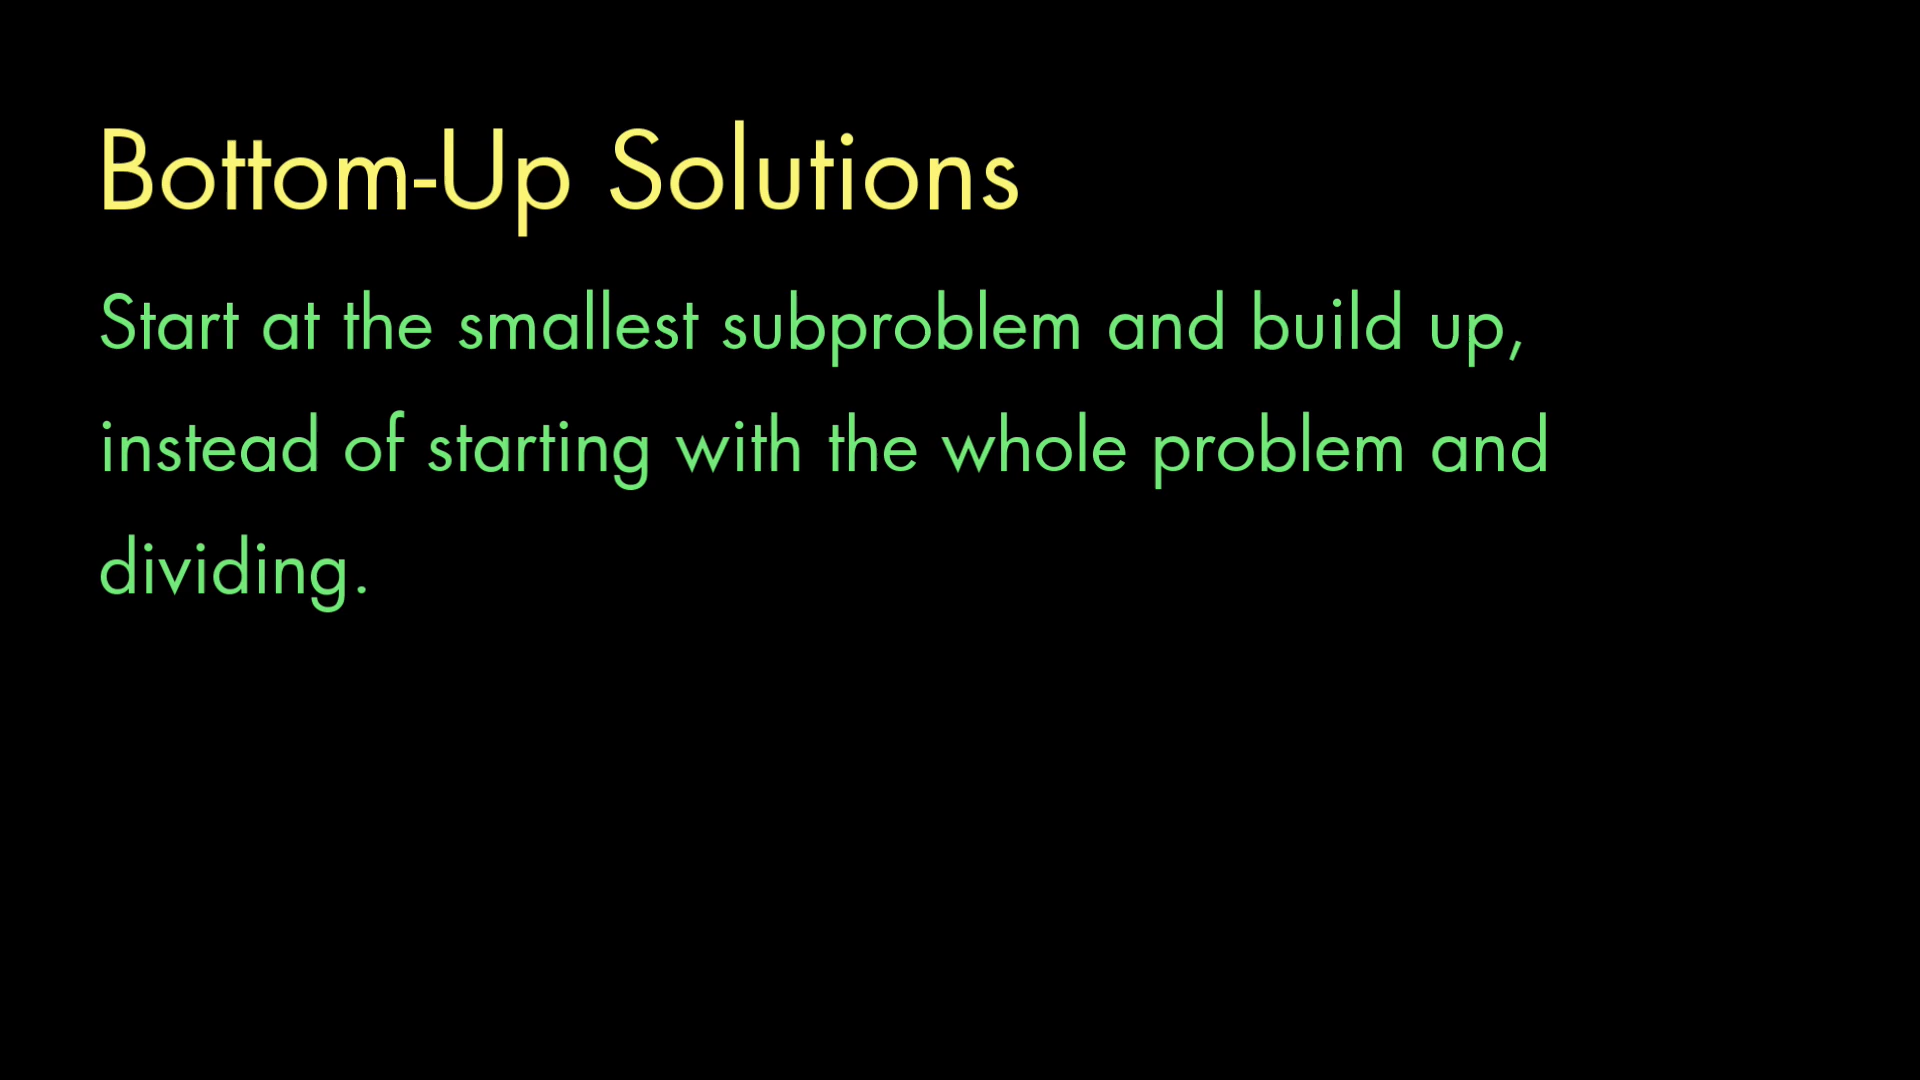 Bottom-Up Solutions
Start at the smallest subproblem and build up,
instead of starting with the whole problem and
dividing.